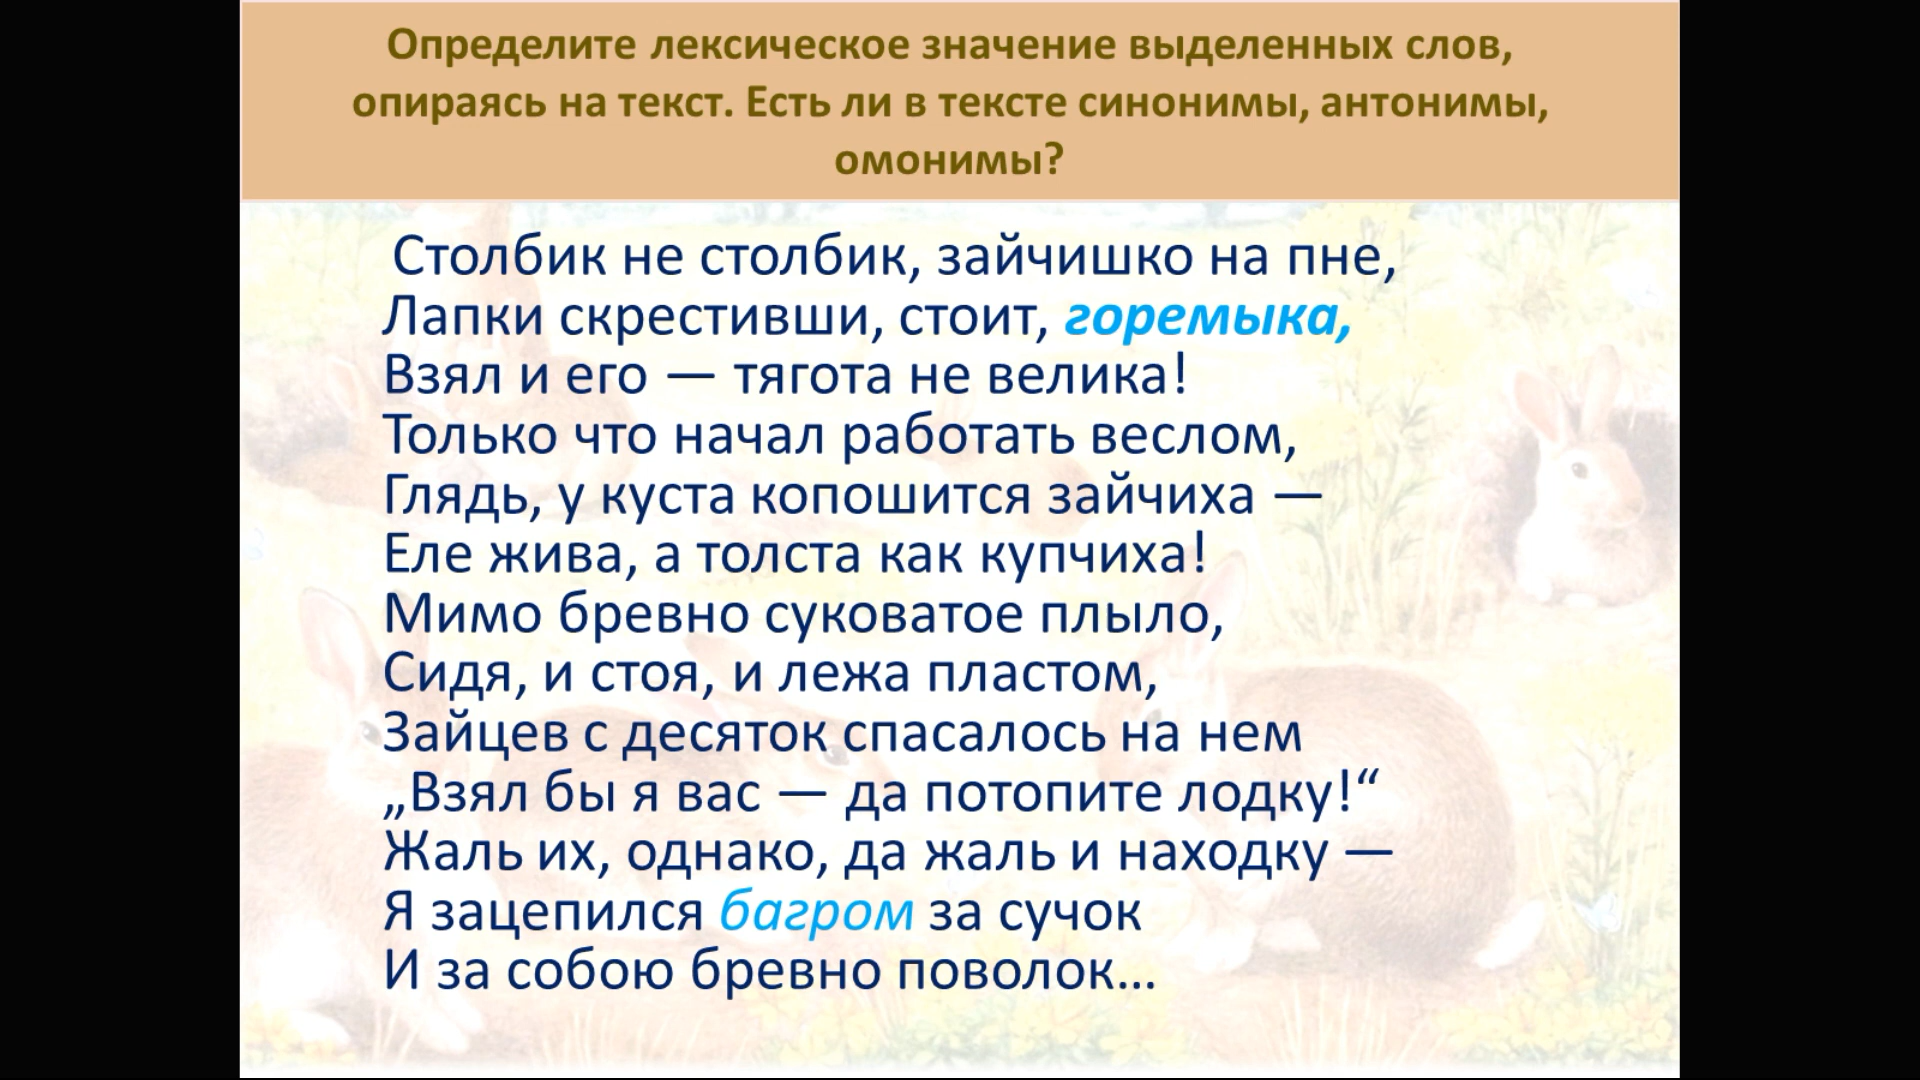 Определите лексическое значение выделенных слов,
опираясь на текст. Есть ли в тексте синонимы, антонимы,
омонимы?
Столбик не столбик, зайчишко на пне,
Лапки скрестивши, стоит, горемыка,
Взял и его — тягота не велика!
Только что начал работать веслом,
Глядь, у куста копошится зайчиха —
Еле жива, а толста как купчиха!
Мимо бревно суковатое плыло,
Сидя, и стоя, и лежа пластом,
Зайцев с десяток спасалось на нем
„Взял бы я вас — да потопите лодку!“
Жаль их, однако, да жаль и находку —
Я зацепился багром за сучок
И за собою бревно поволок…